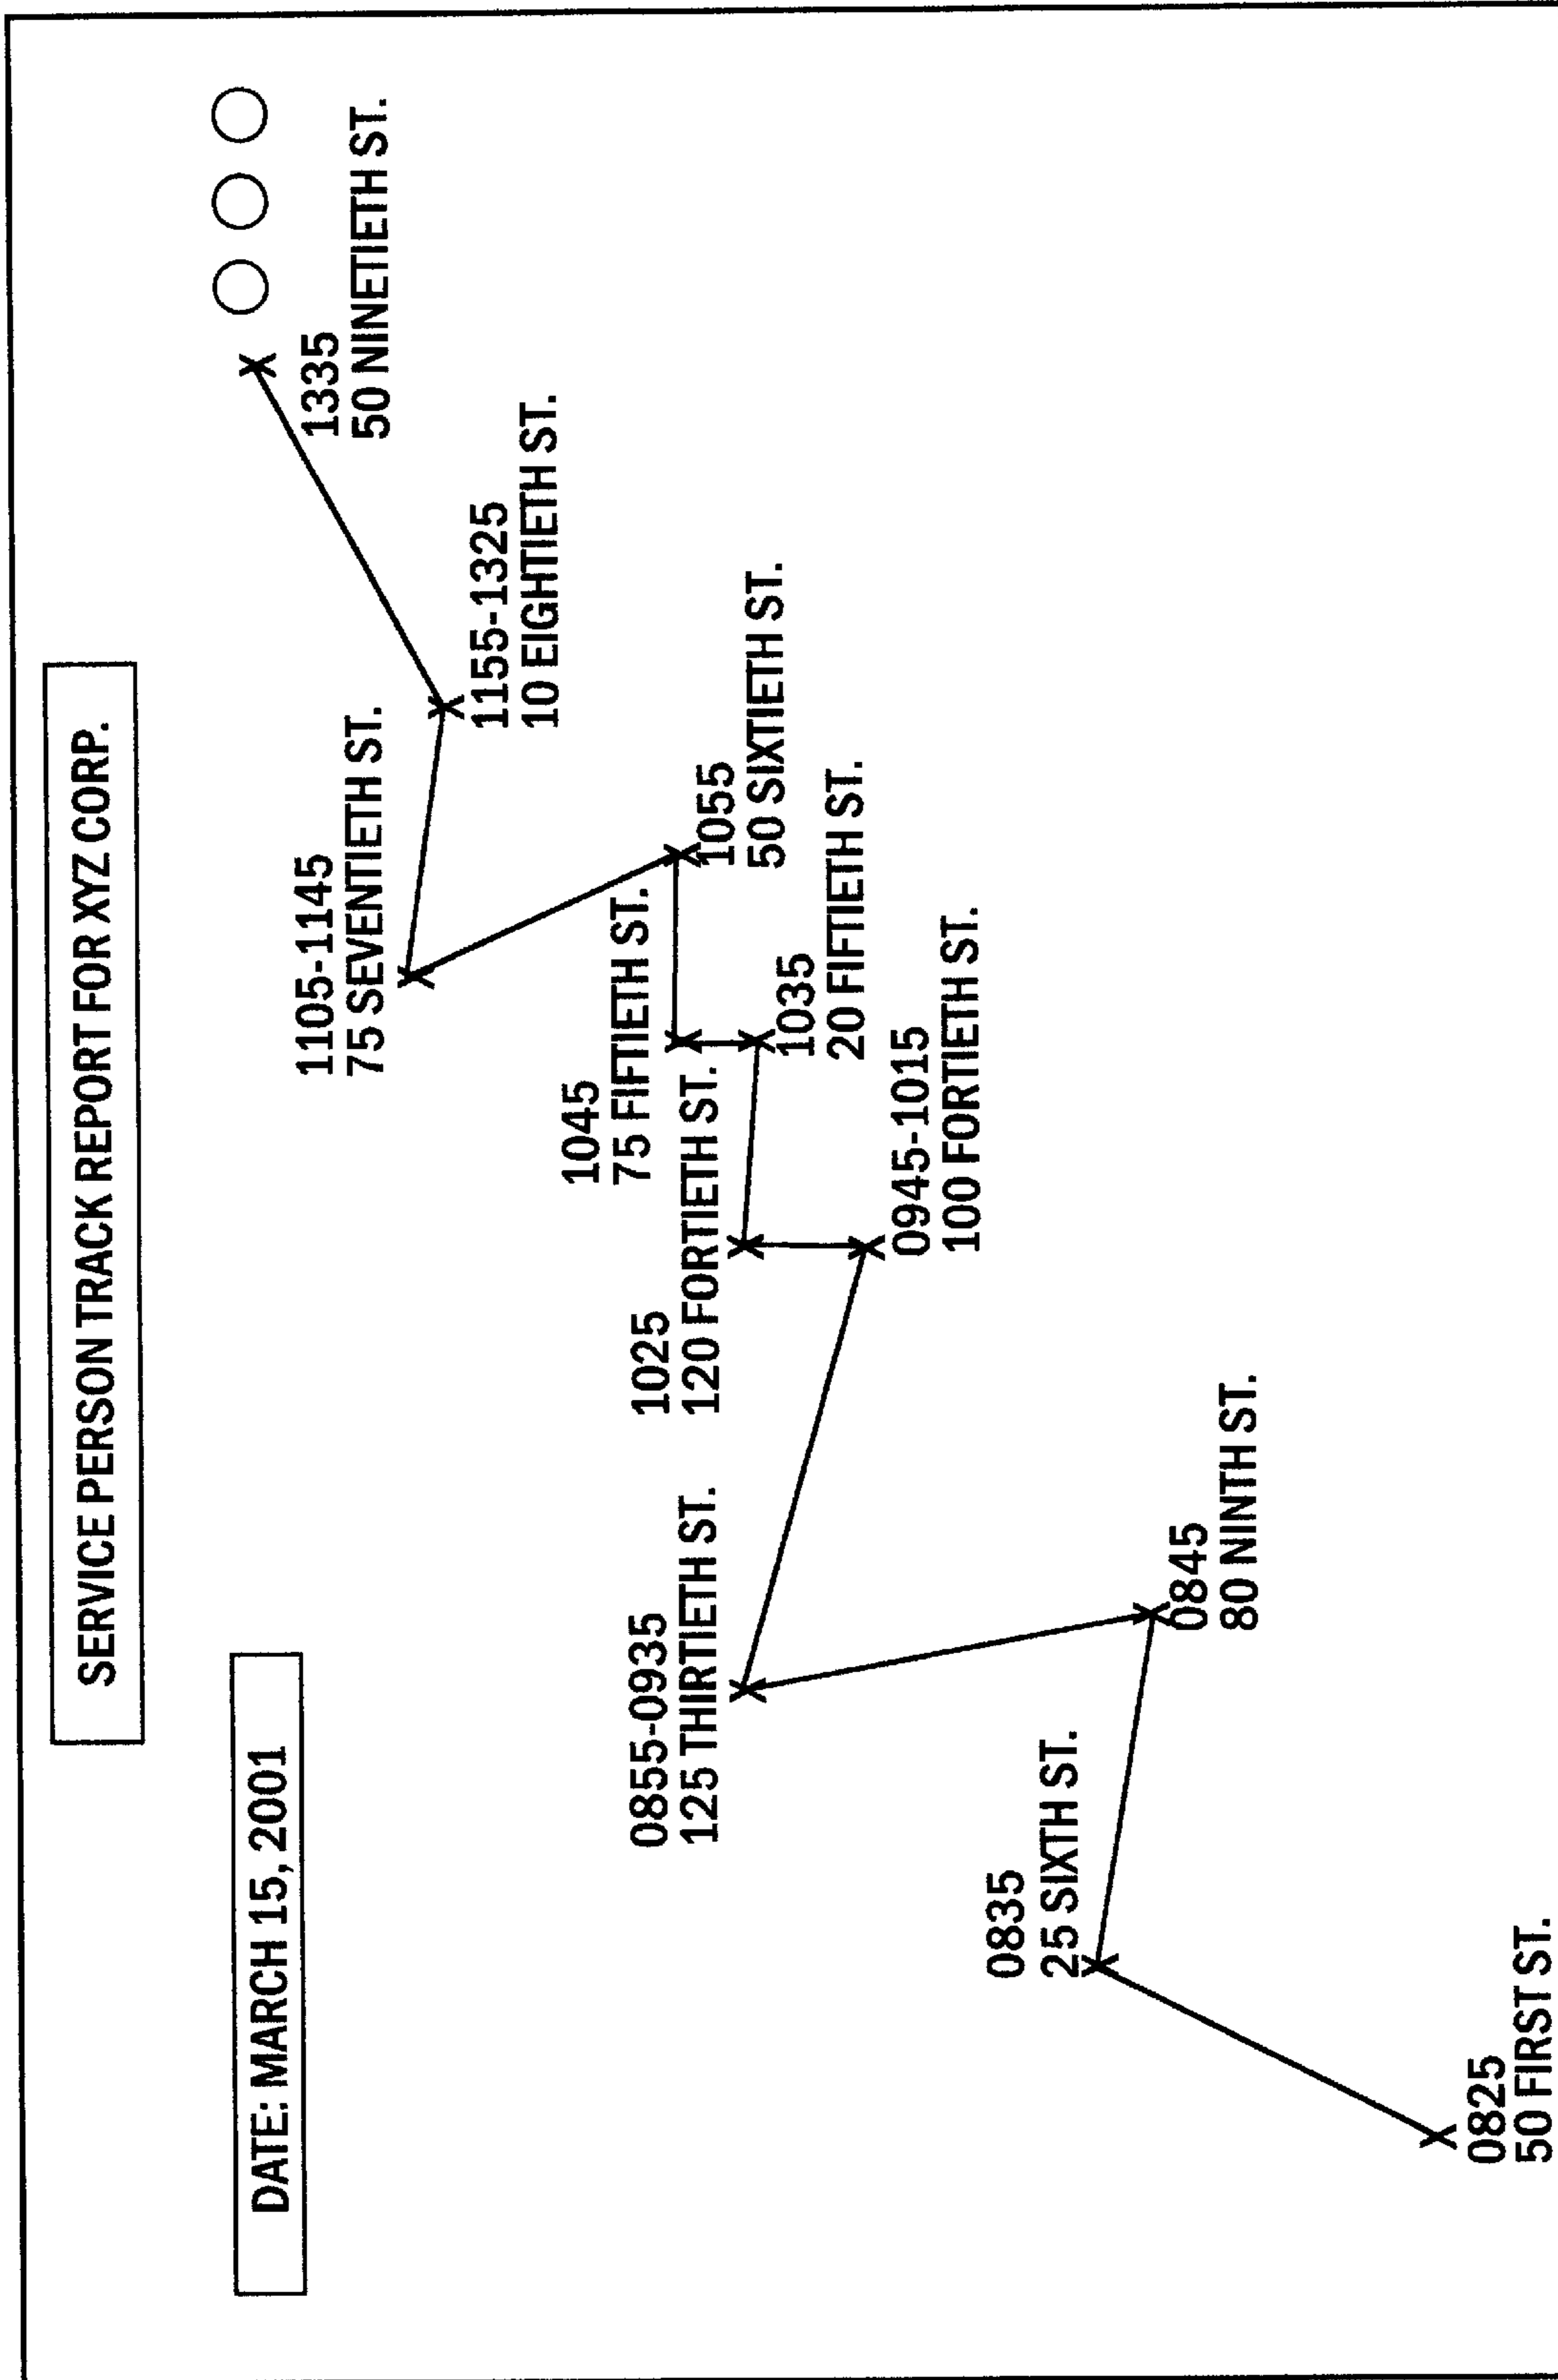 SERVICE PERSON TRACK REPORT FOR XYZ CORP.
DATE: MARCH 15, 2001
0825
50 FIRST ST.
0835
25 SIXTH ST.
0845
80 NINTH ST.
0855-0935
125 THIRTIETH ST.
0945-1015
100 FORTIETH ST.
1025
120 FORTIETH ST.
1035
20 FIFTIETH ST.
1045
75 FIFTIETH ST.
1055
50 SIXTIETH ST.
1105-1145
75 SEVENTIETH ST.
1155-1325
10 EIGHTIETH ST.
1335
50 NINETIETH ST.